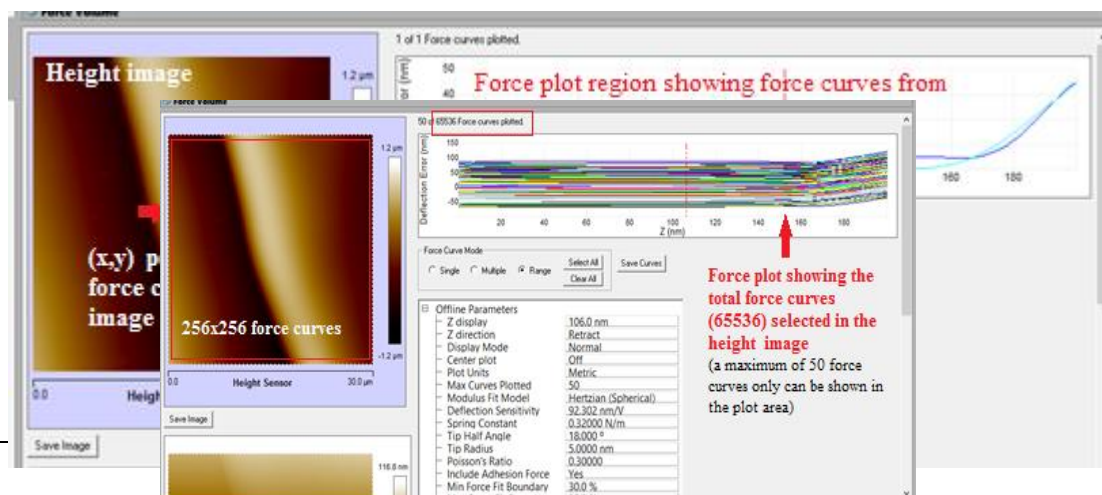 Force Volume
1 of 1 Force curves plotted.
Height image
1.2 µm
50
40
Force plot region showing force curves from
160
180
(x,y) p
force c
image
0.0
Heigh
Save Image
Force Volume
50 of 65536 Force curves plotted.
1.2 µm
-1.2 µm
256x256 force curves
0.0
Height Sensor
30.0 µm
Save Image
116.8 nm
Deflection Error (nm)
150
100
50
0
-50
20
40
60
80
100
120
140
160
180
Z (nm)
Force Curve Mode
Single
Multiple
Range
Select All
Clear All
Save Curves
Offline Parameters
Z display 106.0 nm
Z direction Retract
Display Mode Normal
Center plot Off
Plot Units Metric
Max Curves Plotted 50
Modulus Fit Model Hertzian (Spherical)
Deflection Sensitivity 92.302 nm/V
Spring Constant 0.32000 N/m
Tip Half Angle 18.000 º
Tip Radius 5.0000 nm
Poisson's Ratio 0.30000
Include Adhesion Force Yes
Min Force Fit Boundary 30.0 %
Force plot showing the
total force curves
(65536) selected in the
height image
(a maximum of 50 force
curves only can be shown in
the plot area)